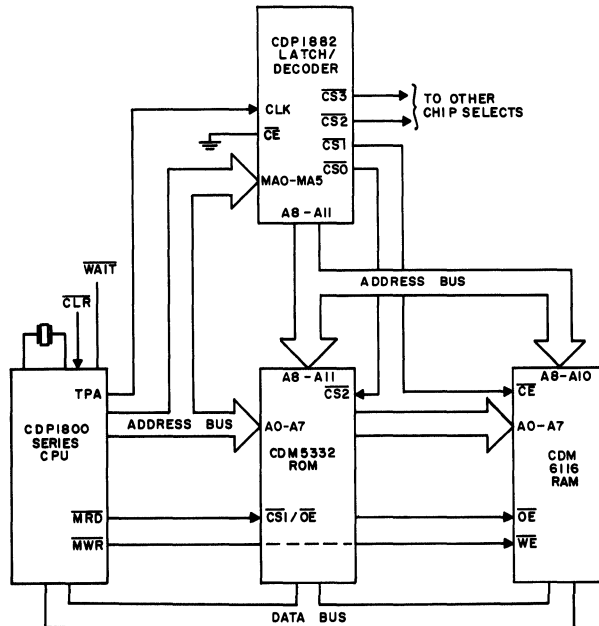 CDP1882
LATCH/
DECODER
CLK
CE
MA0-MA5
CS3
CS2
CS1
CS0
A8-A11
TO OTHER
CHIP SELECTS
ADDRESS BUS
WAIT
CLR
TPA
CDP1800
SERIES
CPU
MRD
MWR
ADDRESS BUS
A8-A11
CS2
A0-A7
CDM5332
ROM
CS1/OE
A8-A10
CE
A0-A7
CDM
6116
RAM
OE
WE
DATA BUS